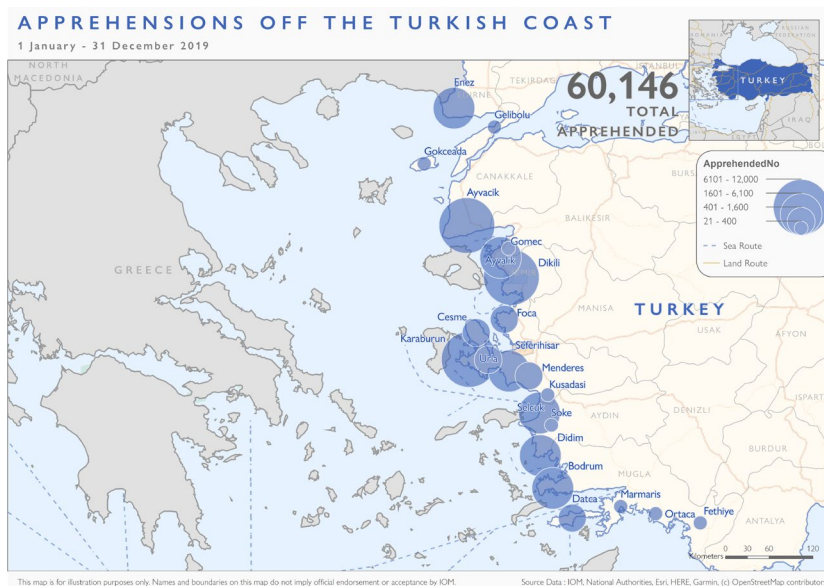 APPREHENSIONS OFF THE TURKISH COAST
1 January - 31 December 2019
NORTH
MACEDONIA
GREECE
TEKIRDAG
ISTANBUL
60,146
TOTAL
APPREHENDED
TURKEY
IRAQ
Enez
Gelibolu
Gokceada
CANAKKALE
Ayvacik
BALIKESIR
Gomec
Ayvalik
Dikili
MANISA
TURKEY
USAK
AFYON
Foca
Cesme
Karaburun
Urla
Seferihisar
Menderes
Kusadasi
Selcuk
Soke
AYDIN
DENIZLI
Didim
BURDUR
Bodrum
MUGLA
Datca
Marmaris
Ortaca
Fethiye
ANTALYA
ApprehendedNo
6101 - 12,000
1601 - 6,100
401 - 1,600
21 - 400
Sea Route
Land Route
Kilometers
0 30 60 120
This map is for illustration purposes only. Names and boundaries on this map do not imply official endorsement or acceptance by IOM.
Source Data : IOM, National Authorities, Esri, HERE, Garmin, (c) OpenStreetMap contributors